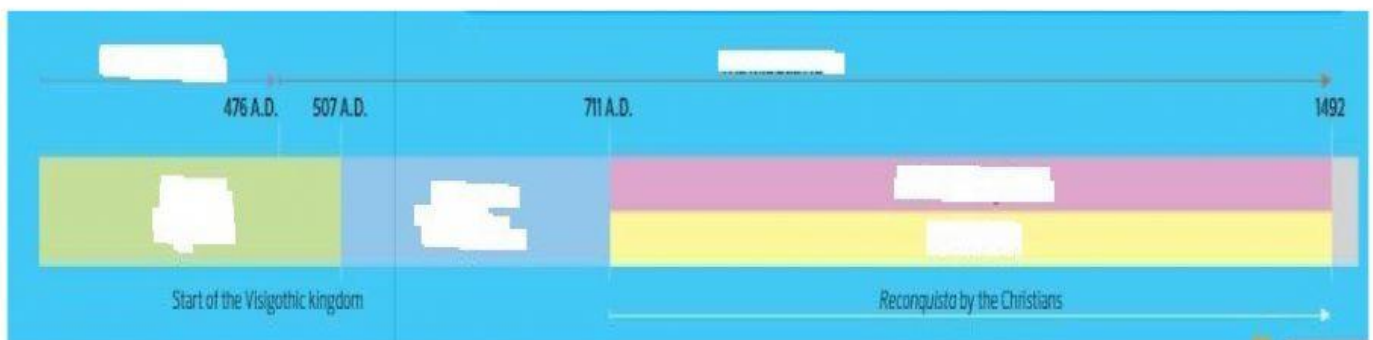 476 A.D. 507 A.D. 711 A.D. 1492
Start of the Visigothic kingdom Reconquista by the Christians